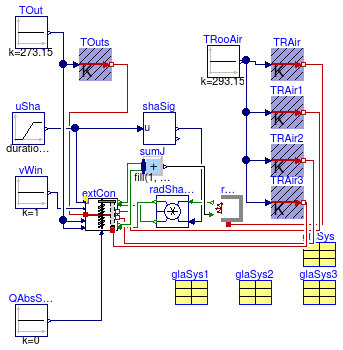 TOut
k=273.15
TOuts
K
TRooAir
k=293.15
TRAir
K
TRAir1
K
TRAir2
K
TRAir3
K
uSha
duratio...
shaSig
u
sumJ
+
fill(1, ...
vWin
k=1
extCon...
radSha...
r...
Sys
glaSys1
glaSys2
glaSys3
QAbsS...
k=0